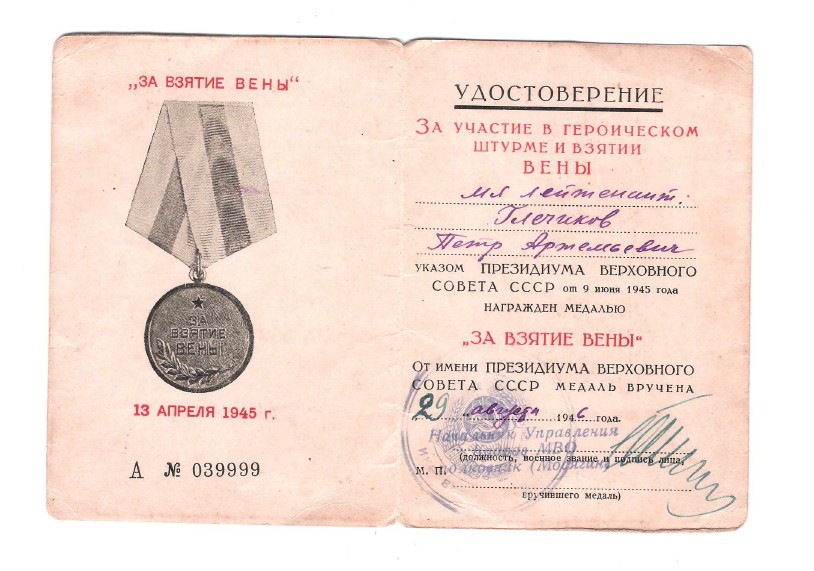 „ЗА ВЗЯТИЕ ВЕНЫ“
ЗА
ВЗЯТИЕ
ВЕНЫ
13 АПРЕЛЯ 1945 г.
А № 039999
УДОСТОВЕРЕНИЕ
ЗА УЧАСТИЕ В ГЕРОИЧЕСКОМ
ШТУРМЕ И ВЗЯТИИ
ВЕНЫ
мл лейтенант
Глечиков
Петр Артемьевич
УКАЗОМ ПРЕЗИДИУМА ВЕРХОВНОГО
СОВЕТА СССР от 9 июня 1945 года
НАГРАЖДЕН МЕДАЛЬЮ
„ЗА ВЗЯТИЕ ВЕНЫ“
От имени ПРЕЗИДИУМА ВЕРХОВНОГО
СОВЕТА СССР МЕДАЛЬ ВРУЧЕНА
29 августа 1946 года.
Начальник Управления
МВО
(должность, военное звание и подпись лица,
М. П.
вручившего медаль)